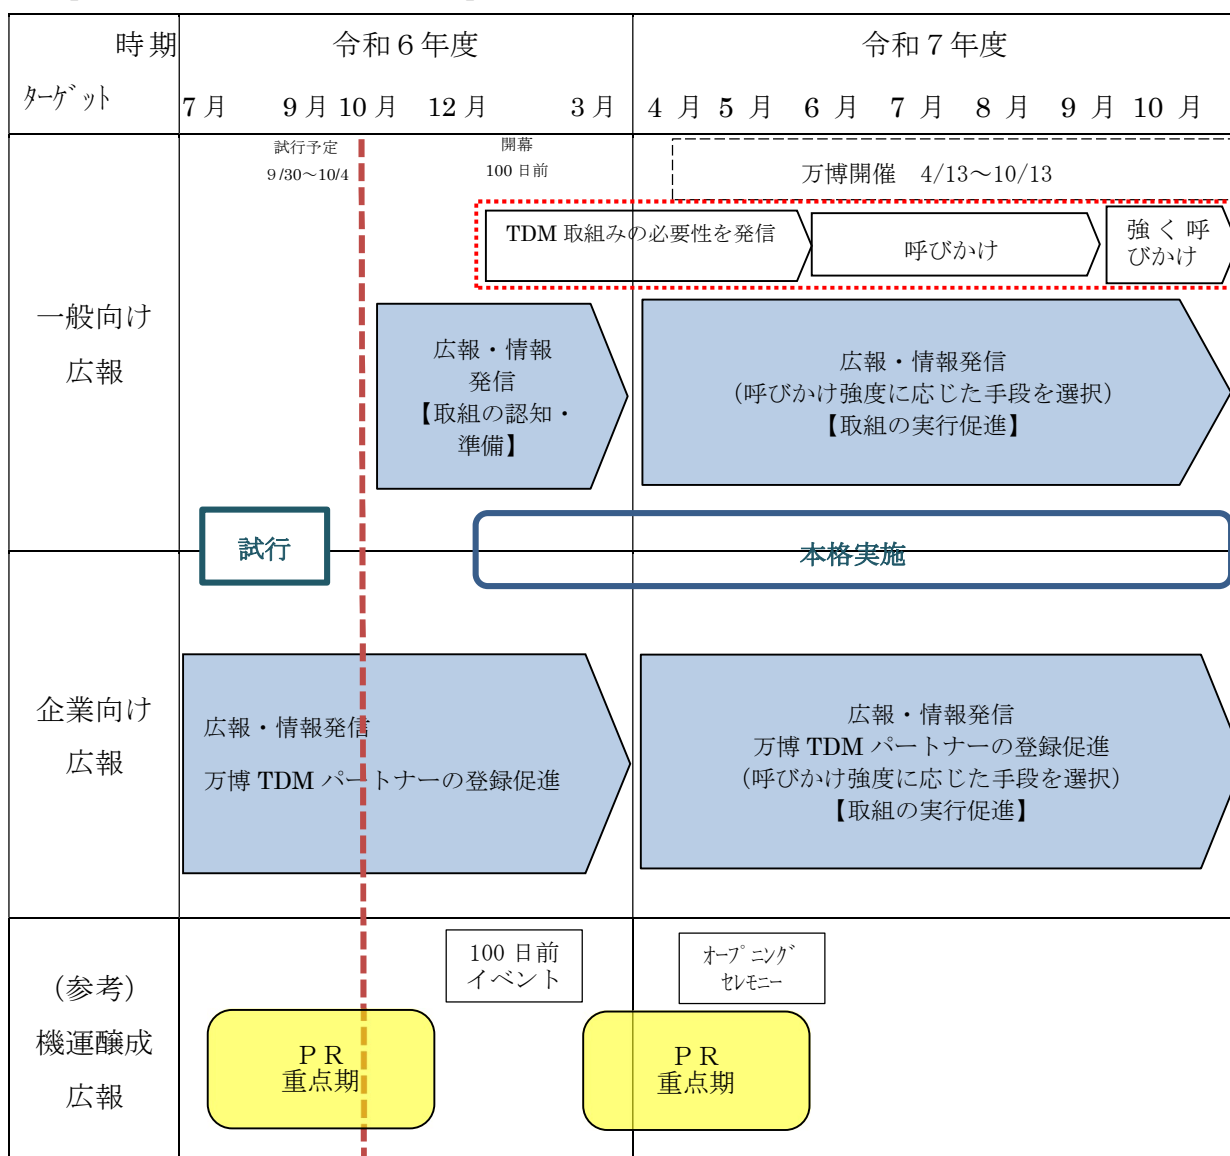 時期
令和６年度
令和７年度
ﾀｰｹﾞｯﾄ
7月 9月 10月 12月 3月 4月 5月 6月 7月 8月 9月 10月
試行予定
9/30～10/4
開幕
100日前
万博開催 4/13～10/13
TDM取組みの必要性を発信
呼びかけ
強く呼
びかけ
一般向け
広報
広報・情報
発信
【取組の認知・
準備】
広報・情報発信
（呼びかけ強度に応じた手段を選択）
【取組の実行促進】
試行
本格実施
企業向け
広報
広報・情報発信
万博TDMパートナーの登録促進
広報・情報発信
万博TDMパートナーの登録促進
（呼びかけ強度に応じた手段を選択）
【取組の実行促進】
（参考）
機運醸成
広報
100日前
イベント
ｵｰﾌﾟﾆﾝｸﾞ
ｾﾚﾓﾆｰ
ＰＲ
重点期
ＰＲ
重点期